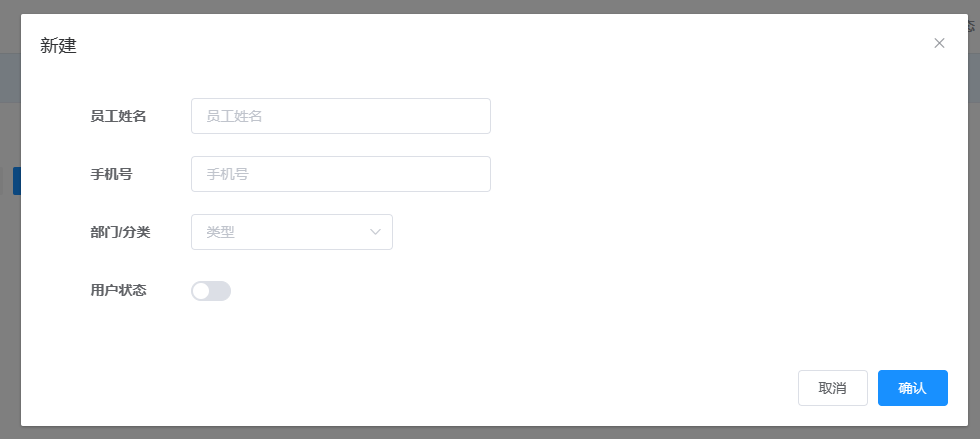 新建
员工姓名 员工姓名
手机号 手机号
部门/分类 类型
用户状态
取消 确认